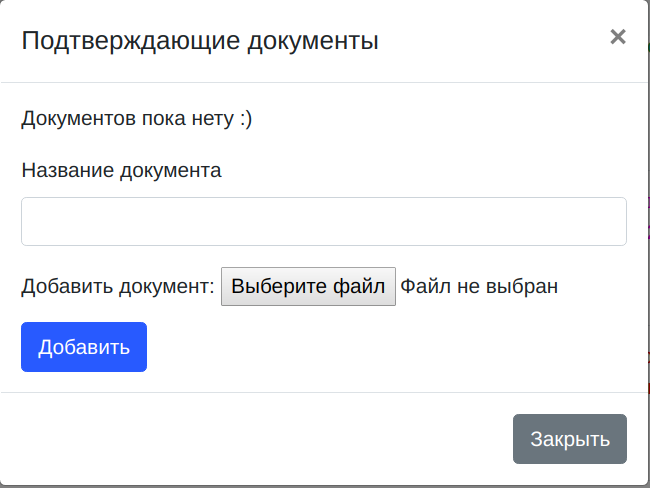 Подтверждающие документы ×
Документов пока нету :)
Название документа
Добавить документ: Выберите файл Файл не выбран
Добавить
Закрыть